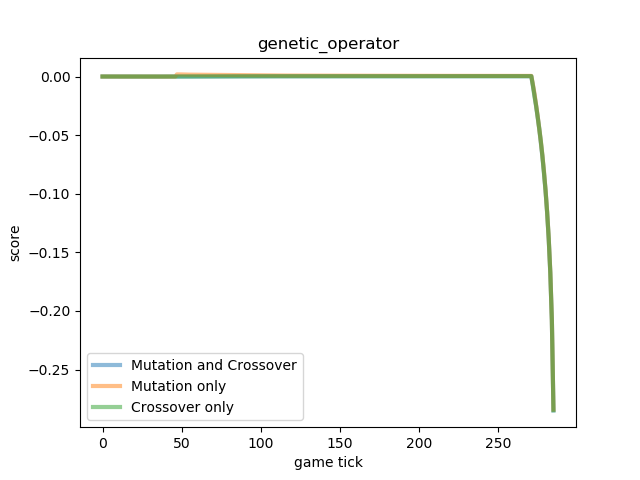 genetic_operator
0.00
−0.05
−0.10
−0.15
−0.20
−0.25
score
Mutation and Crossover
Mutation only
Crossover only
0 50 100 150 200 250
game tick